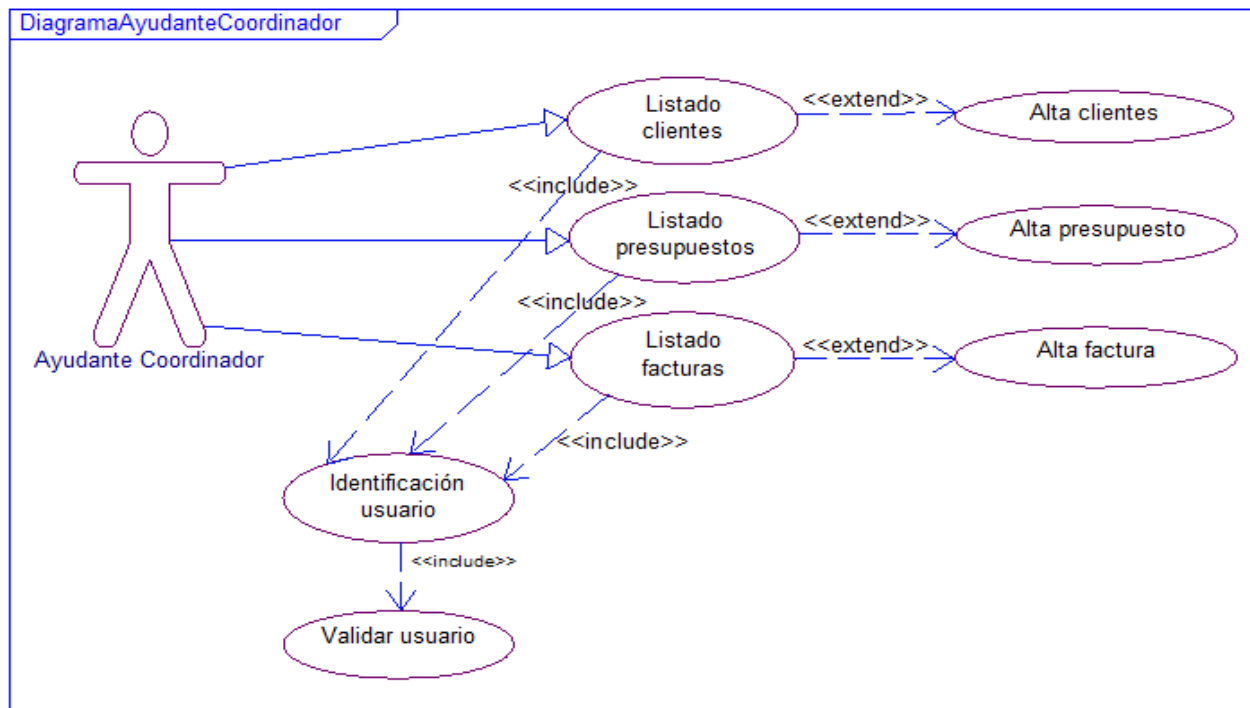 DiagramaAyudanteCoordinador
Listado
clientes
<<extend>>
Alta clientes
<<include>>
Listado
presupuestos
<<extend>>
Alta presupuesto
<<include>>
Listado
facturas
<<extend>>
Alta factura
Ayudante Coordinador
<<include>>
Identificación
usuario
<<include>>
Validar usuario